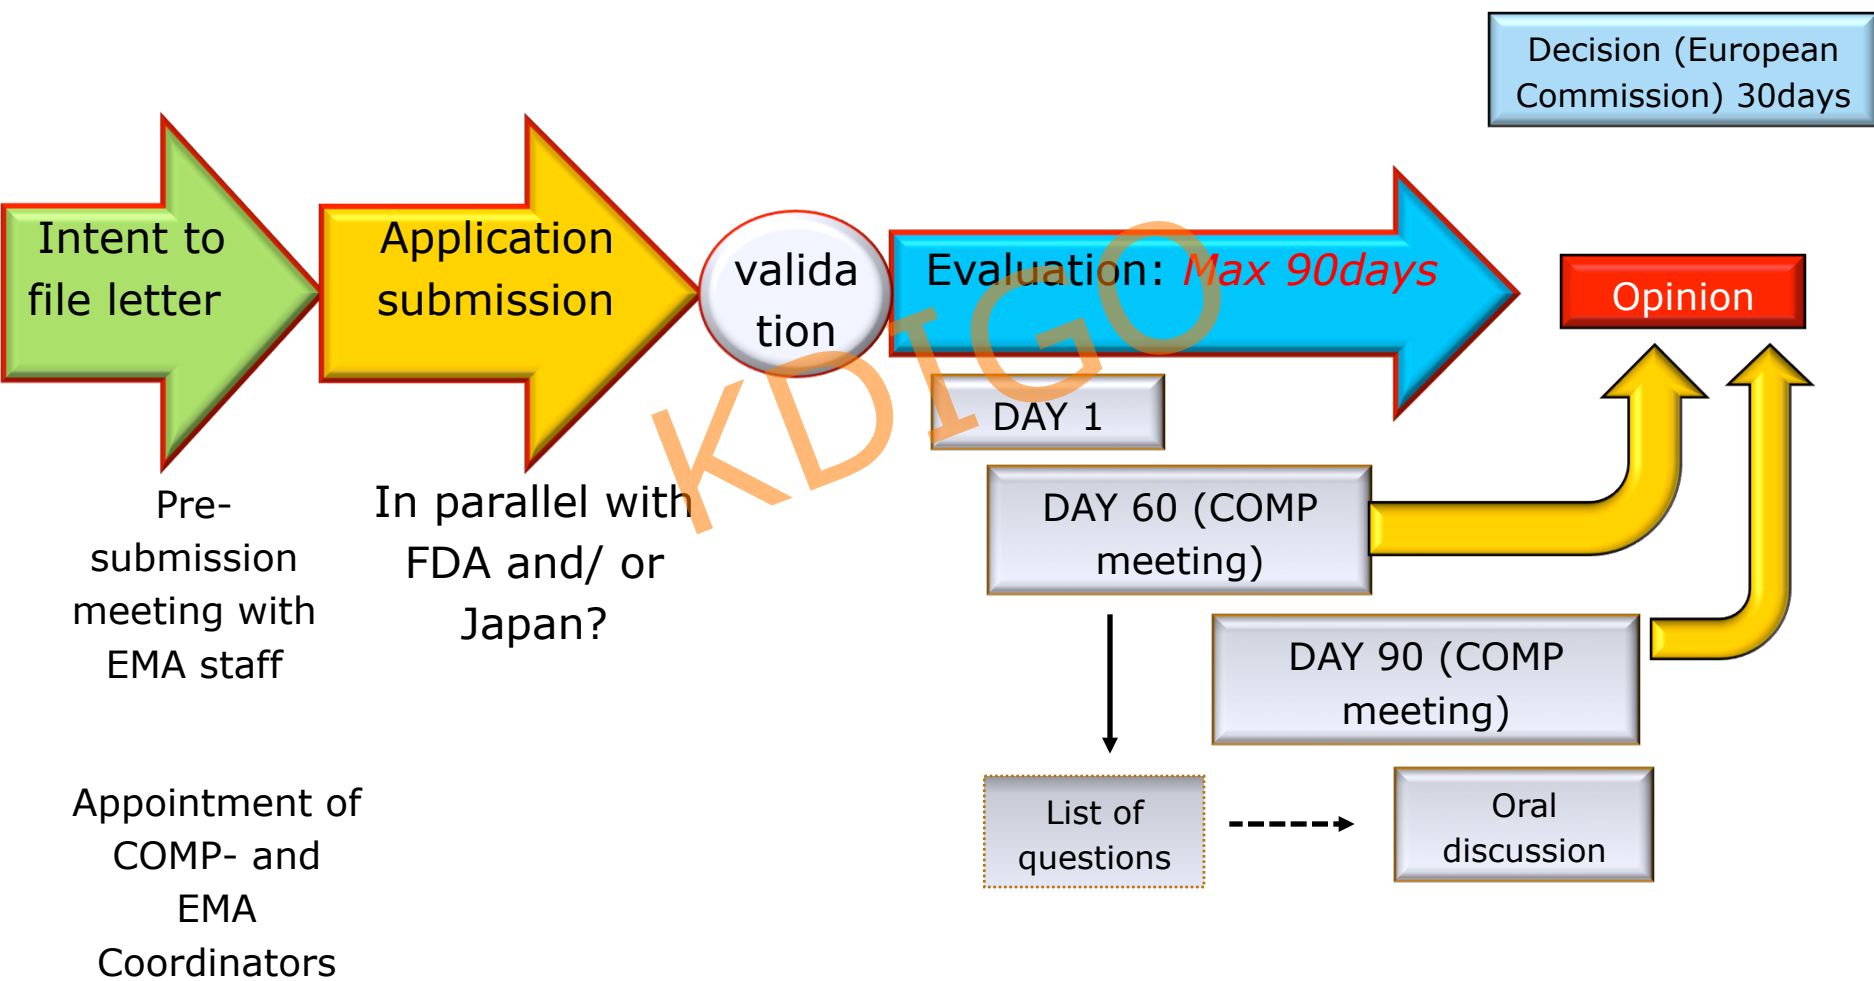 Decision (European
Commission) 30days
Intent to
file letter
Application
submission
valida
tion
Evaluation: Max 90days
Opinion
KDIGO
DAY 1
Pre-
submission
meeting with
EMA staff
In parallel with
FDA and/ or
Japan?
DAY 60 (COMP
meeting)
DAY 90 (COMP
meeting)
List of
questions
Oral
discussion
Appointment of
COMP- and
EMA
Coordinators